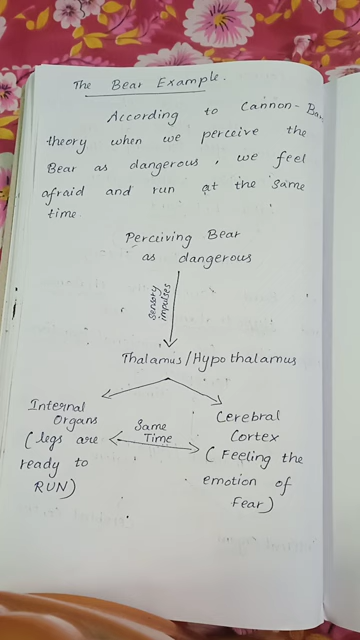 The Bear Example.
According to Cannon-Bar
theory when we perceive the
Bear as dangerous, we feel
afraid and run at the same
time.
Perceiving Bear
as dangerous
Sensory
impulses
Thalamus/Hypothalamus
Internal
Organs
(legs are
ready to
RUN)
Same
Time
Cerebral
Cortex
(Feeling the
emotion of
Fear)